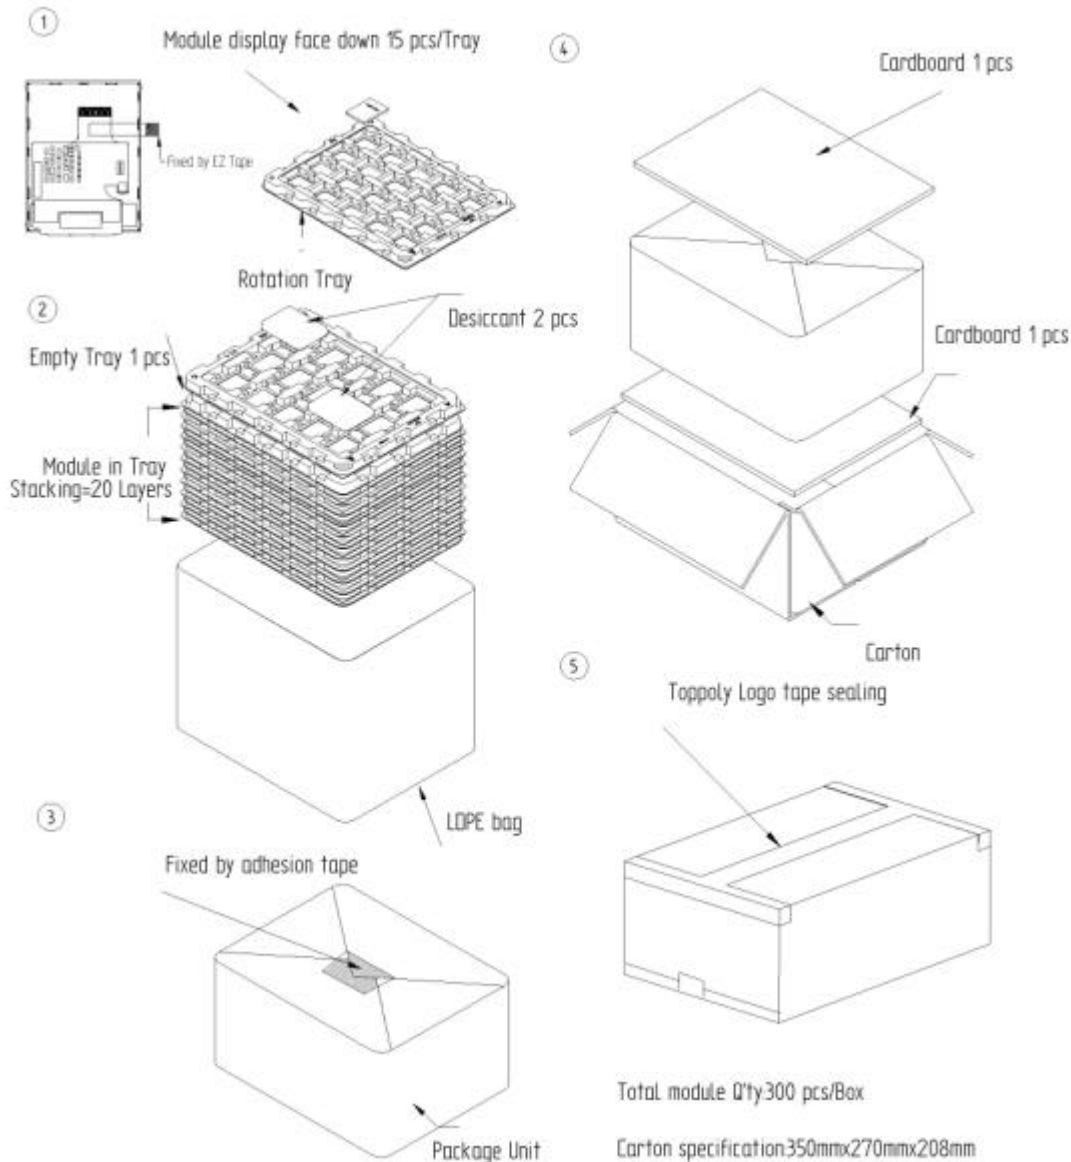 1
Module display face down 15 pcs/Tray
Fixed by EZ Tape
Rotation Tray
2
Desiccant 2 pcs
Empty Tray 1 pcs
Module in Tray
Stacking=20 Layers
LDPE bag
3
Fixed by adhesion tape
Package Unit
4
Cardboard 1 pcs
Cardboard 1 pcs
Carton
5
Toppoly Logo tape sealing
Total module Q'ty:300 pcs/Box
Carton specification:350mmx270mmx208mm